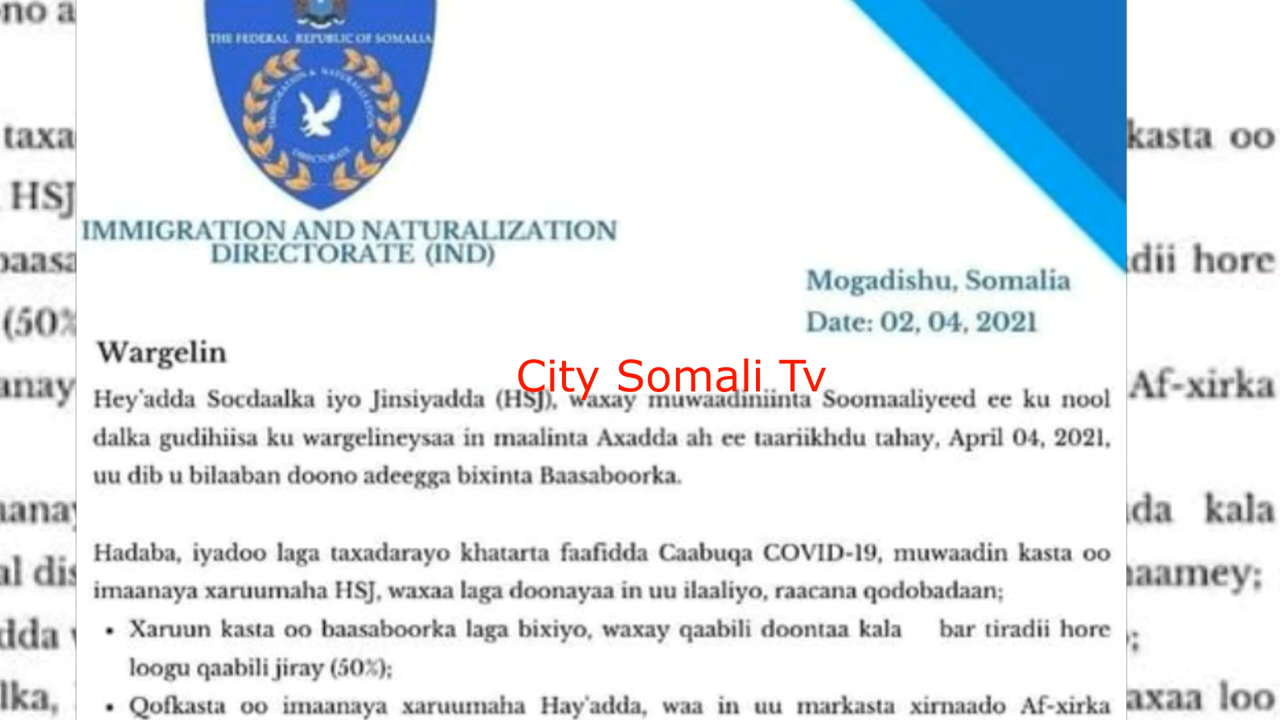 THE FEDERAL REPUBLIC OF SOMALIA
IMMIGRATION & NATURALIZATION
DIRECTORATE
IMMIGRATION AND NATURALIZATION
DIRECTORATE (IND)
Mogadishu, Somalia
Date: 02, 04, 2021
Wargelin
City Somali Tv
Hey'adda Socdaalka iyo Jinsiyadda (HSJ), waxay muwaadiniinta Soomaaliyeed ee ku nool
dalka gudihiisa ku wargelineysaa in maalinta Axadda ah ee taariikhdu tahay, April 04, 2021,
uu dib u bilaaban doono adeegga bixinta Baasaboorka.
Hadaba, iyadoo laga taxadarayo khatarta faafidda Caabuqa COVID-19, muwaadin kasta oo
imaanaya xaruumaha HSJ, waxaa laga doonayaa in uu ilaaliyo, raacana qodobadaan;
• Xaruun kasta oo baasaboorka laga bixiyo, waxay qaabili doontaa kala bar tiradii hore
loogu qaabili jiray (50%);
• Qofkasta oo imaanaya xaruumaha Hay'adda, waa in uu markasta xirnaado Af-xirka